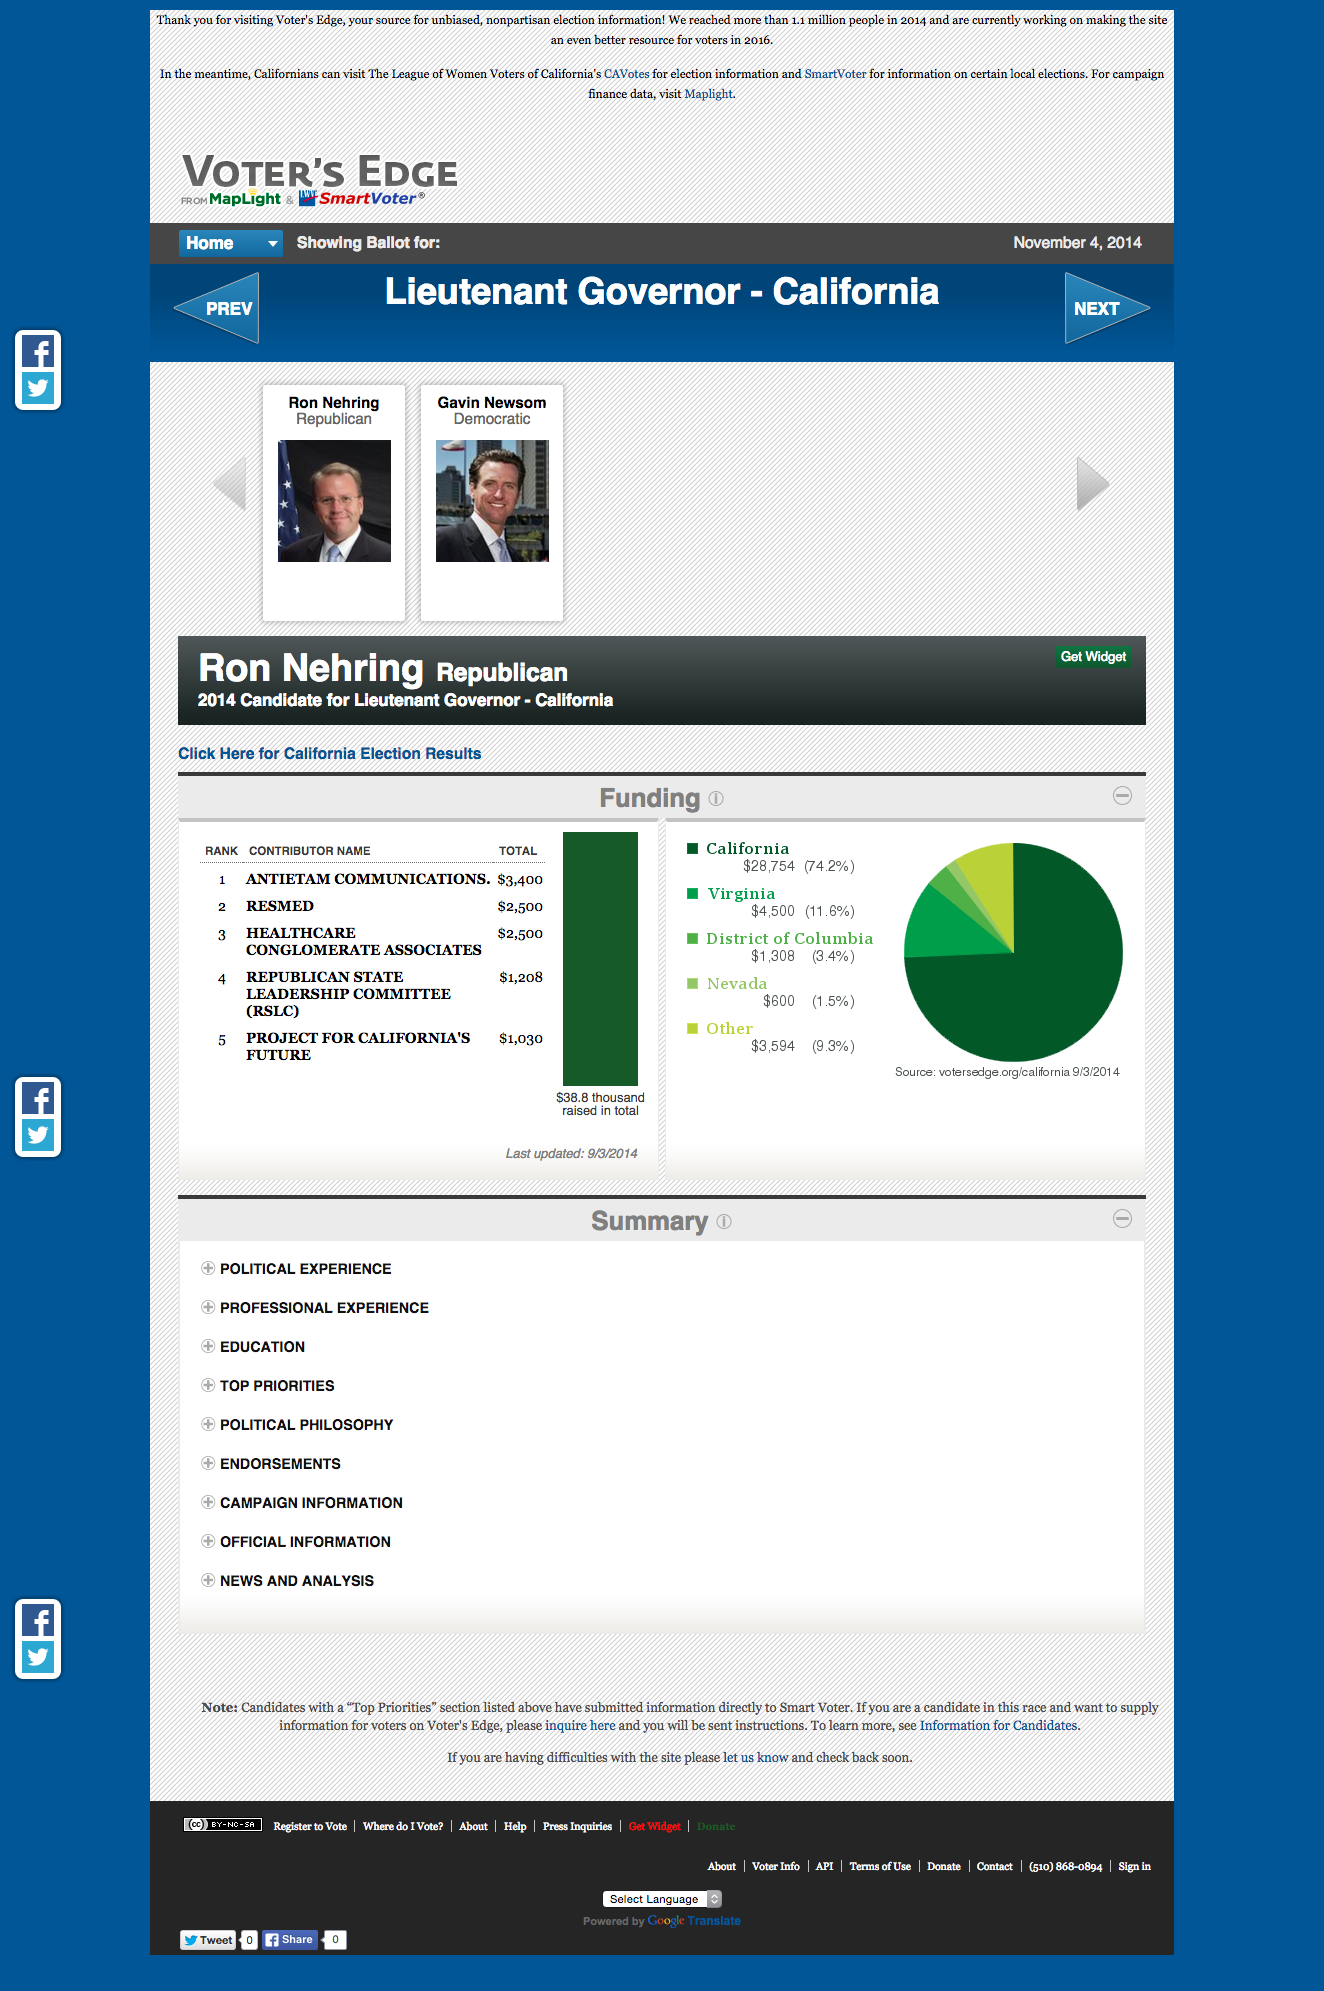 Thank you for visiting Voter's Edge, your source for unbiased, nonpartisan election information! We reached more than 1.1 million people in 2014 and are currently working on making the site
an even better resource for voters in 2016.
In the meantime, Californians can visit The League of Women Voters of California's CAVotes for election information and SmartVoter for information on certain local elections. For campaign
finance data, visit Maplight.
VOTER'S EDGE
FROM MapLight & LWV SmartVoter®
Home
Showing Ballot for:
November 4, 2014
PREV
Lieutenant Governor - California
NEXT
Ron Nehring
Republican
Gavin Newsom
Democratic
Ron Nehring Republican
Get Widget
2014 Candidate for Lieutenant Governor - California
Click Here for California Election Results
Funding i
RANK CONTRIBUTOR NAME TOTAL
1 ANTIETAM COMMUNICATIONS. $3,400
2 RESMED $2,500
3 HEALTHCARE $2,500
CONGLOMERATE ASSOCIATES
4 REPUBLICAN STATE $1,208
LEADERSHIP COMMITTEE
(RSLC)
5 PROJECT FOR CALIFORNIA'S $1,030
FUTURE
$38.8 thousand
raised in total
Last updated: 9/3/2014
California
$28,754 (74.2%)
Virginia
$4,500 (11.6%)
District of Columbia
$1,308 (3.4%)
Nevada
$600 (1.5%)
Other
$3,594 (9.3%)
Source: votersedge.org/california 9/3/2014
Summary i
POLITICAL EXPERIENCE
PROFESSIONAL EXPERIENCE
EDUCATION
TOP PRIORITIES
POLITICAL PHILOSOPHY
ENDORSEMENTS
CAMPAIGN INFORMATION
OFFICIAL INFORMATION
NEWS AND ANALYSIS
Note: Candidates with a “Top Priorities” section listed above have submitted information directly to Smart Voter. If you are a candidate in this race and want to supply
information for voters on Voter's Edge, please inquire here and you will be sent instructions. To learn more, see Information for Candidates.
If you are having difficulties with the site please let us know and check back soon.
cc BY-NC-SA Register to Vote | Where do I Vote? | About | Help | Press Inquiries | Get Widget | Donate
About | Voter Info | API | Terms of Use | Donate | Contact | (510) 868-0894 | Sign in
Select Language
Powered by Google Translate
Tweet 0 Share 0